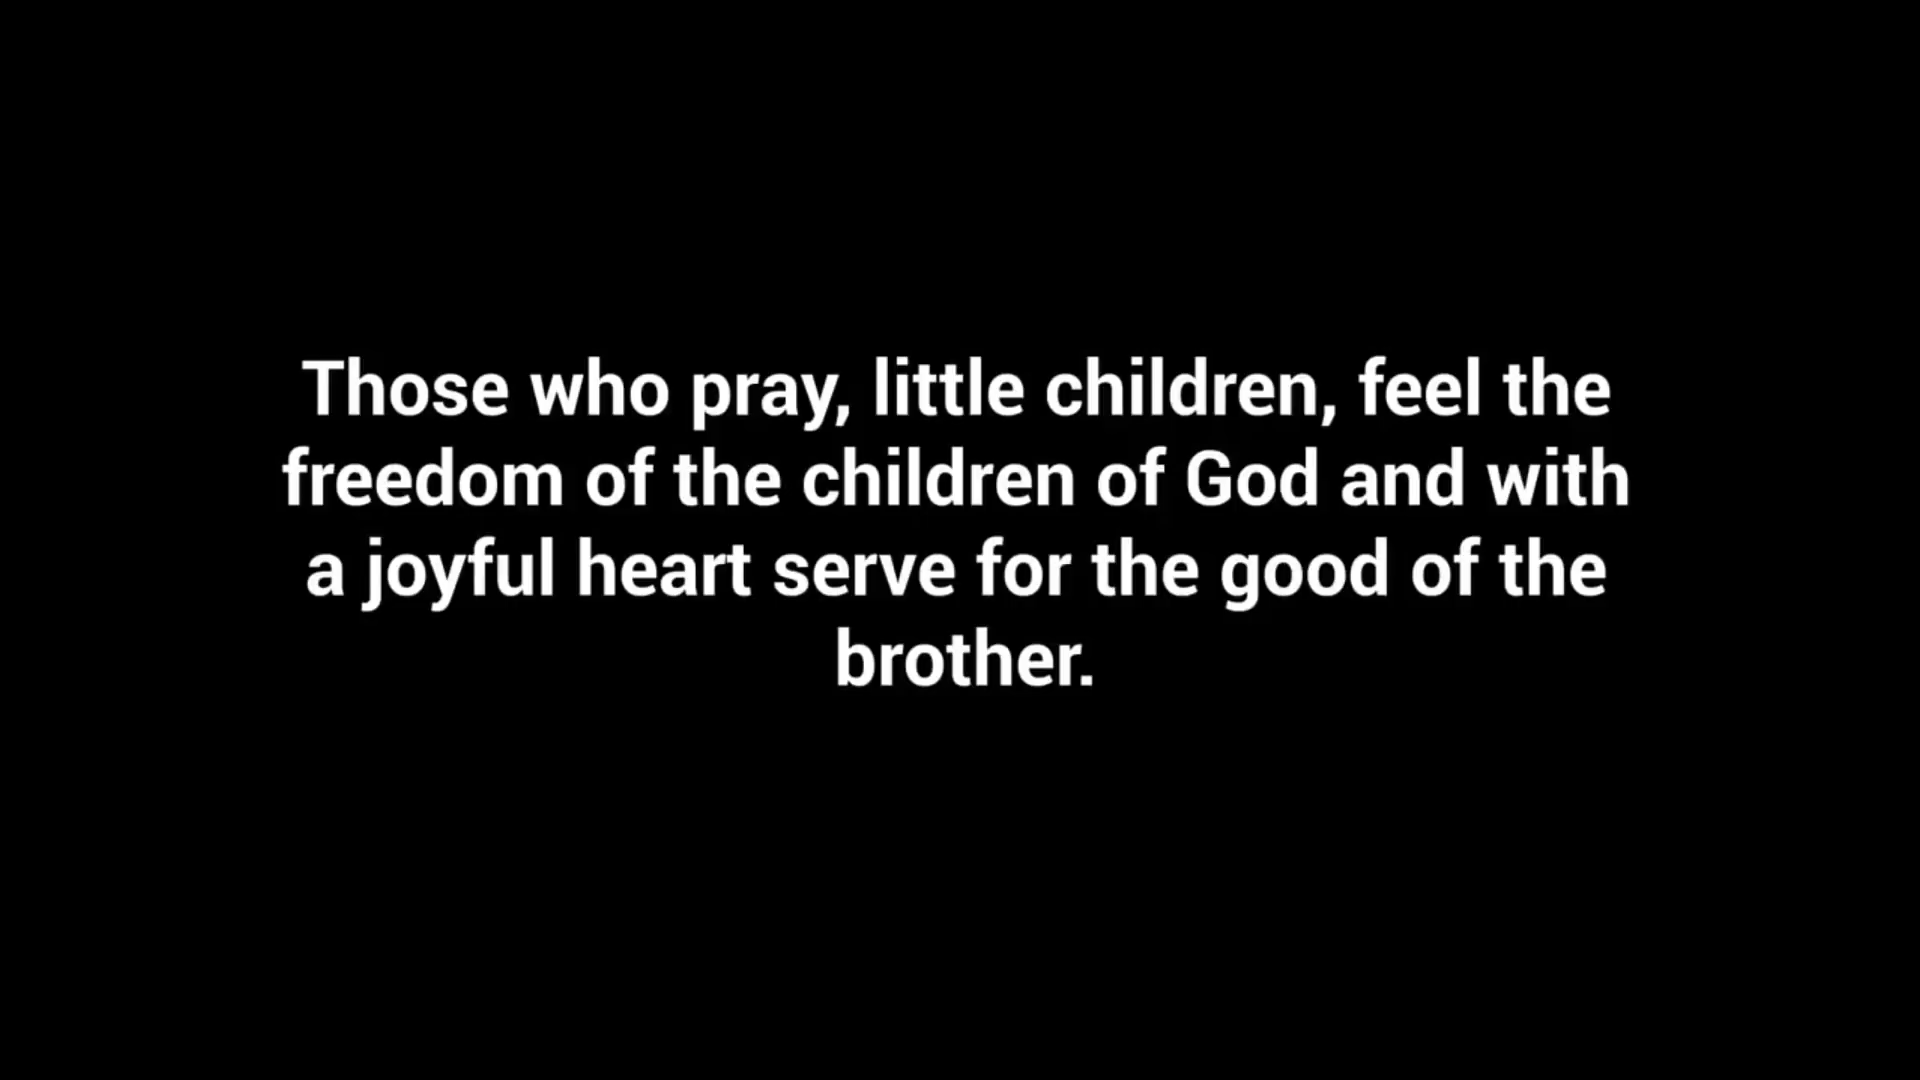 Those who pray, little children, feel the
freedom of the children of God and with
a joyful heart serve for the good of the
brother.